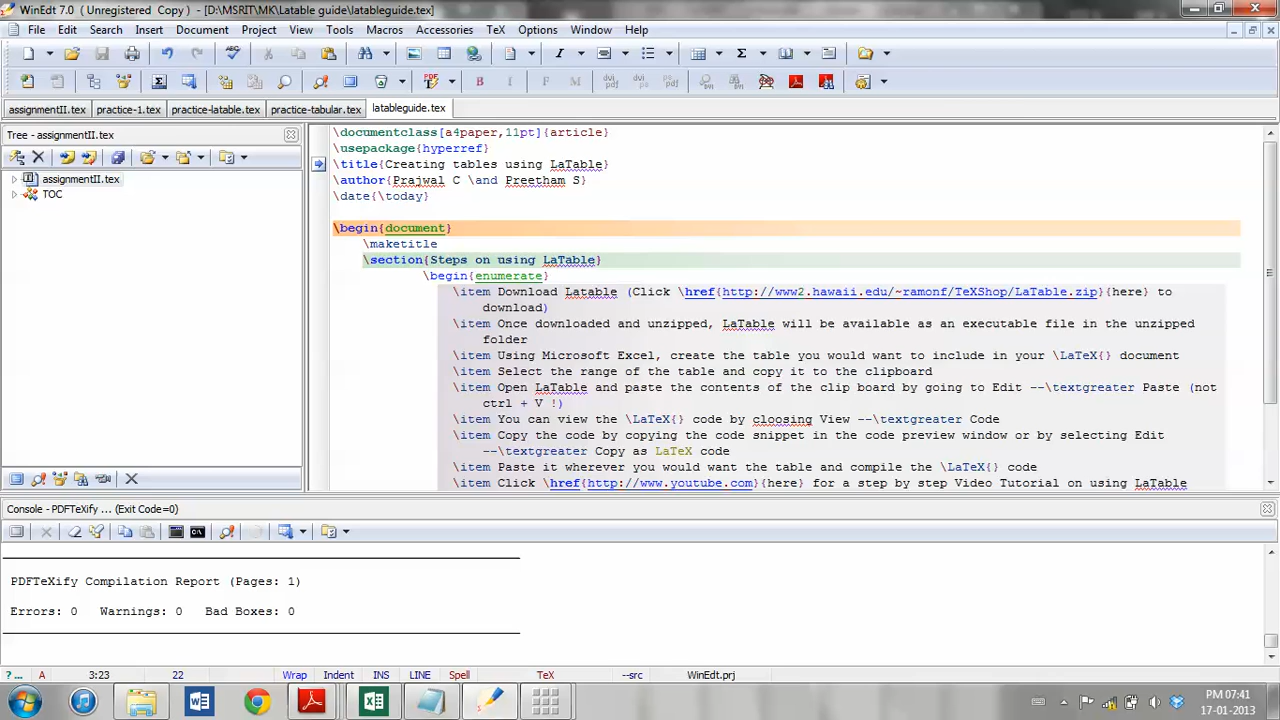 WinEdt 7.0 ( Unregistered Copy ) - [D:\MSRIT\MK\Latable guide\latableguide.tex]
File Edit Search Insert Document Project View Tools Macros Accessories TeX Options Window Help
assignmentII.tex practice-1.tex practice-latable.tex practice-tabular.tex latableguide.tex
Tree - assignmentII.tex
assignmentII.tex
TOC
\documentclass[a4paper,11pt]{article}
\usepackage{hyperref}
\title{Creating tables using LaTable}
\author{Prajwal C \and Preetham S}
\date{\today}
\begin{document}
\maketitle
\section{Steps on using LaTable}
\begin{enumerate}
\item Download Latable (Click \href{http://www2.hawaii.edu/~ramonf/TeXShop/LaTable.zip}{here} to
download)
\item Once downloaded and unzipped, LaTable will be available as an executable file in the unzipped
folder
\item Using Microsoft Excel, create the table you would want to include in your \LaTeX{} document
\item Select the range of the table and copy it to the clipboard
\item Open LaTable and paste the contents of the clip board by going to Edit --\textgreater Paste (not
ctrl + V !)
\item You can view the \LaTeX{} code by cloosing View --\textgreater Code
\item Copy the code by copying the code snippet in the code preview window or by selecting Edit
--\textgreater Copy as LaTeX code
\item Paste it wherever you would want the table and compile the \LaTeX{} code
\item Click \href{http://www.youtube.com}{here} for a step by step Video Tutorial on using LaTable
Console - PDFTeXify ... (Exit Code=0)
PDFTeXify Compilation Report (Pages: 1)
Errors: 0 Warnings: 0 Bad Boxes: 0
?... A 3:23 22 Wrap Indent INS LINE Spell TeX --src WinEdt.prj
PM 07:41
17-01-2013